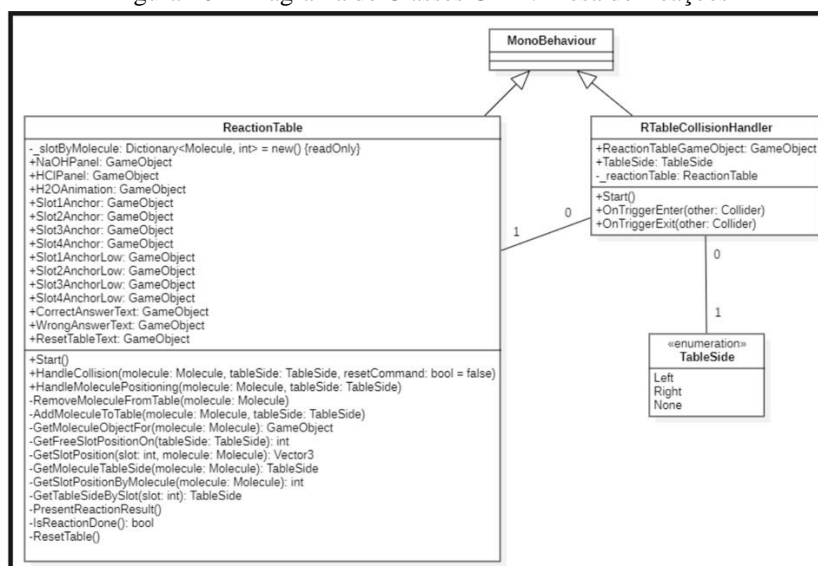 MonoBehaviour
ReactionTable
-_slotByMolecule: Dictionary<Molecule, int> = new() {readOnly}
+NaOHPanel: GameObject
+HClPanel: GameObject
+H2OAnimation: GameObject
+Slot1Anchor: GameObject
+Slot2Anchor: GameObject
+Slot3Anchor: GameObject
+Slot4Anchor: GameObject
+Slot1AnchorLow: GameObject
+Slot2AnchorLow: GameObject
+Slot3AnchorLow: GameObject
+Slot4AnchorLow: GameObject
+CorrectAnswerText: GameObject
+WrongAnswerText: GameObject
+ResetTableText: GameObject
+Start()
+HandleCollision(molecule: Molecule, tableSide: TableSide, resetCommand: bool = false)
+HandleMoleculePositioning(molecule: Molecule, tableSide: TableSide)
-RemoveMoleculeFromTable(molecule: Molecule)
-AddMoleculeToTable(molecule: Molecule, tableSide: TableSide)
-GetMoleculeObjectFor(molecule: Molecule): GameObject
-GetFreeSlotPositionOn(tableSide: TableSide): int
-GetSlotPosition(slot: int, molecule: Molecule): Vector3
-GetMoleculeTableSide(molecule: Molecule): TableSide
-GetSlotPositionByMolecule(molecule: Molecule): int
-GetTableSideBySlot(slot: int): TableSide
-PresentReactionResult()
-IsReactionDone(): bool
-ResetTable()
RTableCollisionHandler
+ReactionTableGameObject: GameObject
+TableSide: TableSide
-_reactionTable: ReactionTable
+Start()
+OnTriggerEnter(other: Collider)
+OnTriggerExit(other: Collider)
0
1
0
1
«enumeration»
TableSide
Left
Right
None